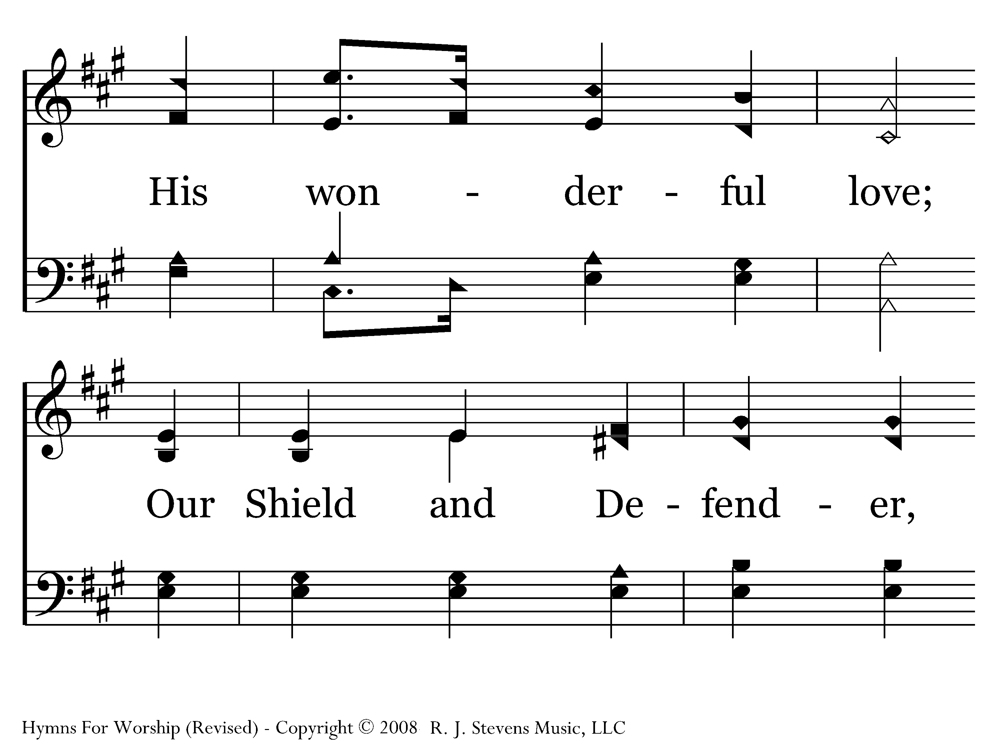 His won - der - ful love;
Our Shield and De - fend - er,
Hymns For Worship (Revised) - Copyright © 2008 R. J. Stevens Music, LLC